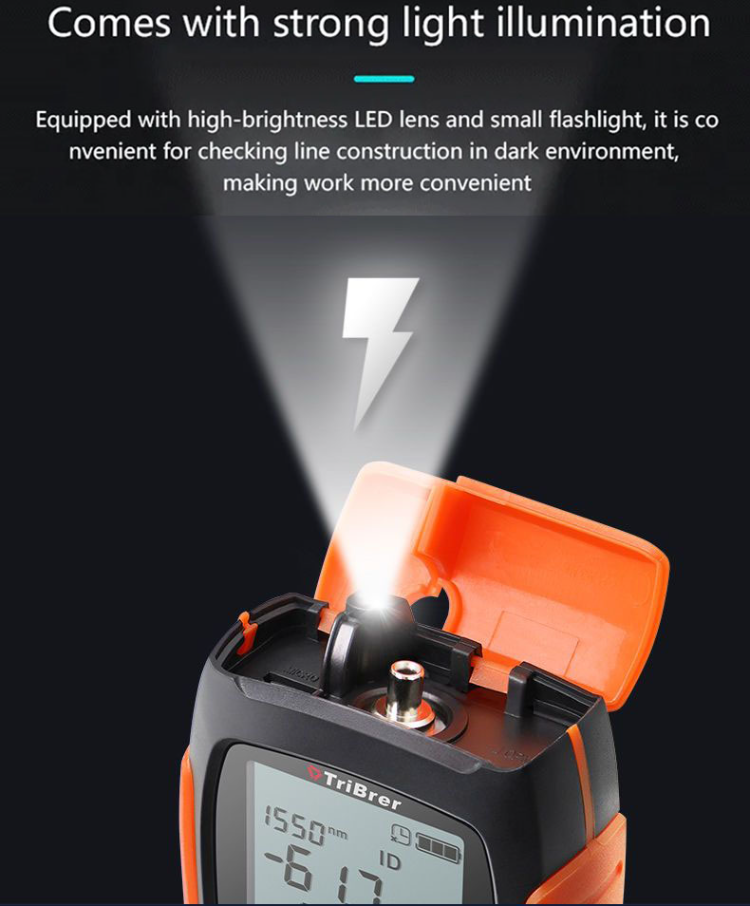 Comes with strong light illumination
Equipped with high-brightness LED lens and small flashlight, it is co
nvenient for checking line construction in dark environment,
making work more convenient
TriBrer
1550nm
ID
-617